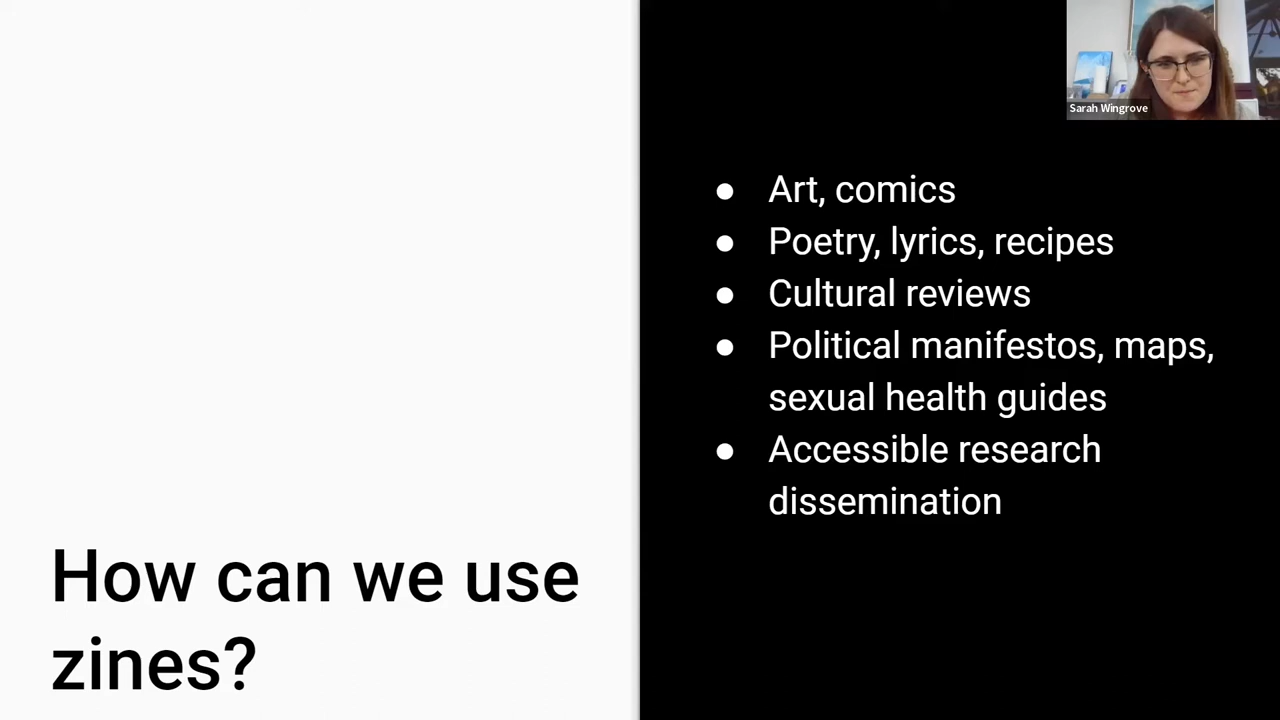 Sarah Wingrove
● Art, comics
● Poetry, lyrics, recipes
● Cultural reviews
● Political manifestos, maps,
sexual health guides
● Accessible research
dissemination
How can we use
zines?